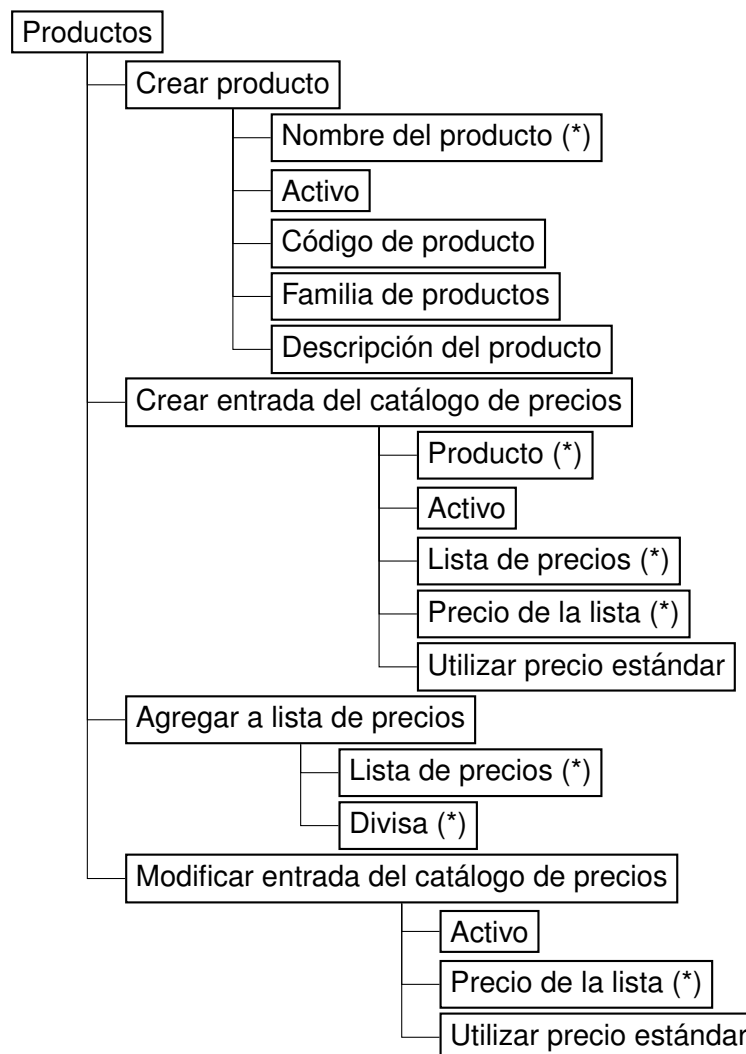 Productos
Crear producto
Nombre del producto (*)
Activo
Código de producto
Familia de productos
Descripción del producto
Crear entrada del catálogo de precios
Producto (*)
Activo
Lista de precios (*)
Precio de la lista (*)
Utilizar precio estándar
Agregar a lista de precios
Lista de precios (*)
Divisa (*)
Modificar entrada del catálogo de precios
Activo
Precio de la lista (*)
Utilizar precio estándar